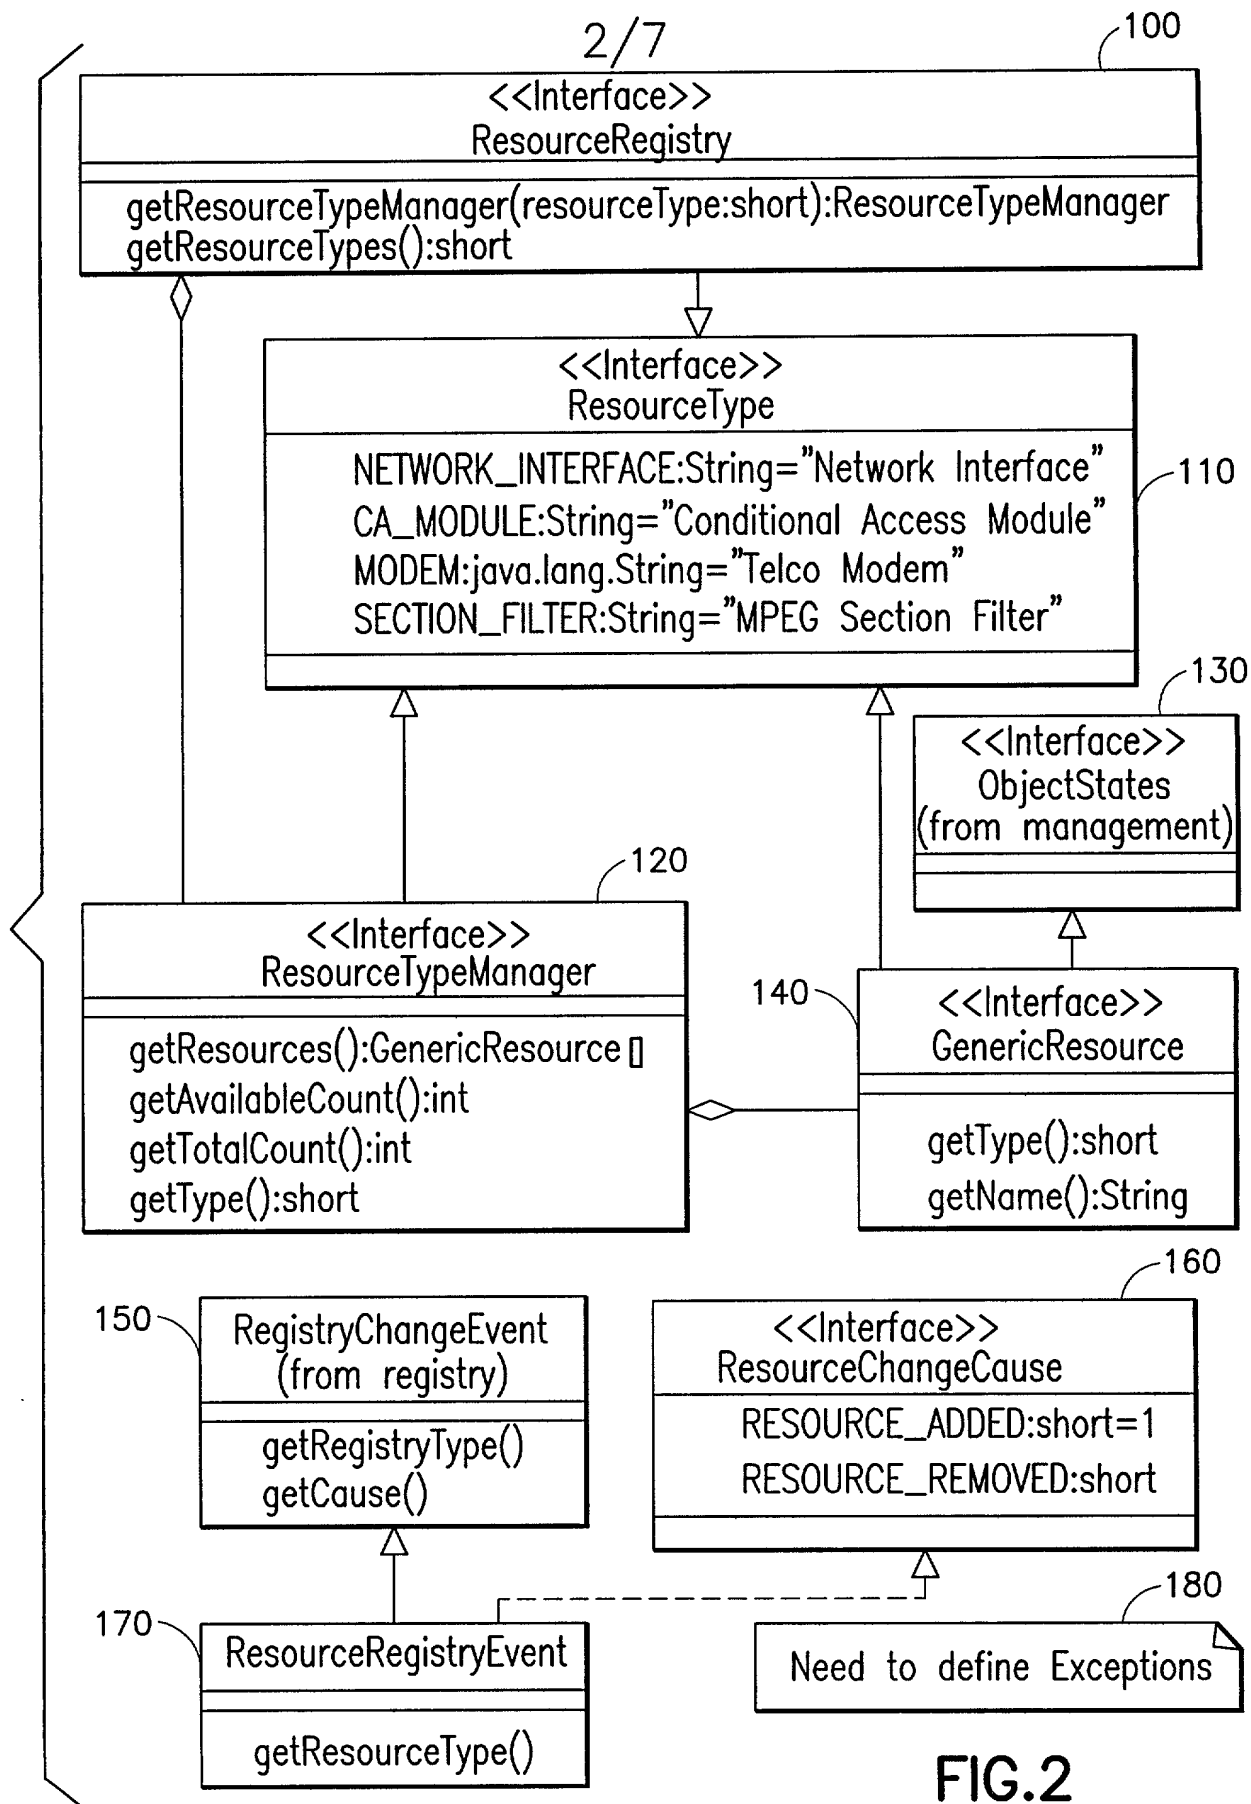 2/7
100
<<Interface>>
ResourceRegistry
getResourceTypeManager(resourceType:short):ResourceTypeManager
getResourceTypes():short
<<Interface>>
ResourceType
NETWORK_INTERFACE:String="Network Interface"
CA_MODULE:String="Conditional Access Module"
MODEM:java.lang.String="Telco Modem"
SECTION_FILTER:String="MPEG Section Filter"
110
130
<<Interface>>
ObjectStates
(from management)
120
<<Interface>>
ResourceTypeManager
getResources():GenericResource[]
getAvailableCount():int
getTotalCount():int
getType():short
140
<<Interface>>
GenericResource
getType():short
getName():String
150
RegistryChangeEvent
(from registry)
getRegistryType()
getCause()
160
<<Interface>>
ResourceChangeCause
RESOURCE_ADDED:short=1
RESOURCE_REMOVED:short
170
ResourceRegistryEvent
getResourceType()
180
Need to define Exceptions
FIG.2